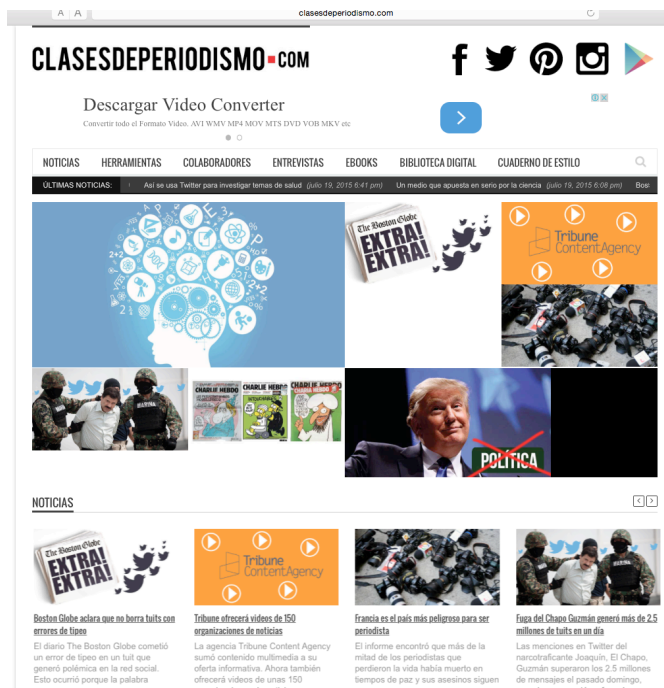 A A clasesdeperiodismo.com
CLASESDEPERIODISMO COM
Descargar Video Converter
Convertir todo el Formato Video. AVI WMV MP4 MOV MTS DVD VOB MKV etc
NOTICIAS HERRAMIENTAS COLABORADORES ENTREVISTAS EBOOKS BIBLIOTECA DIGITAL CUADERNO DE ESTILO
ÚLTIMAS NOTICIAS: Así se usa Twitter para investigar temas de salud (julio 19, 2015 6:41 pm) Un medio que apuesta en serio por la ciencia (julio 19, 2015 6:08 pm) Bost
The Boston Globe
EXTRA!
EXTRA!
Tribune
ContentAgency
MARINA
CHARLIE HEBDO CHARLIE HEBDO CHARLIE HEBDO
POLÍTICA
NOTICIAS
The Boston Globe
EXTRA!
EXTRA!
Tribune
ContentAgency
Boston Globe aclara que no borra tuits con
errores de tipeo
El diario The Boston Globe cometió
un error de tipeo en un tuit que
generó polémica en la red social.
Esto ocurrió porque la palabra
Tribune ofrecerá videos de 150
organizaciones de noticias
La agencia Tribune Content Agency
sumó contenido multimedia a su
oferta informativa. Ahora también
ofrecerá videos de unas 150
Francia es el país más peligroso para ser
periodista
El informe encontró que más de la
mitad de los periodistas que
perdieron la vida había muerto en
tiempos de paz y sus asesinos siguen
Fuga del Chapo Guzmán generó más de 2.5
millones de tuits en un día
Las menciones en Twitter del
narcotraficante Joaquín, El Chapo,
Guzmán superaron los 2.5 millones
de mensajes el pasado domingo,